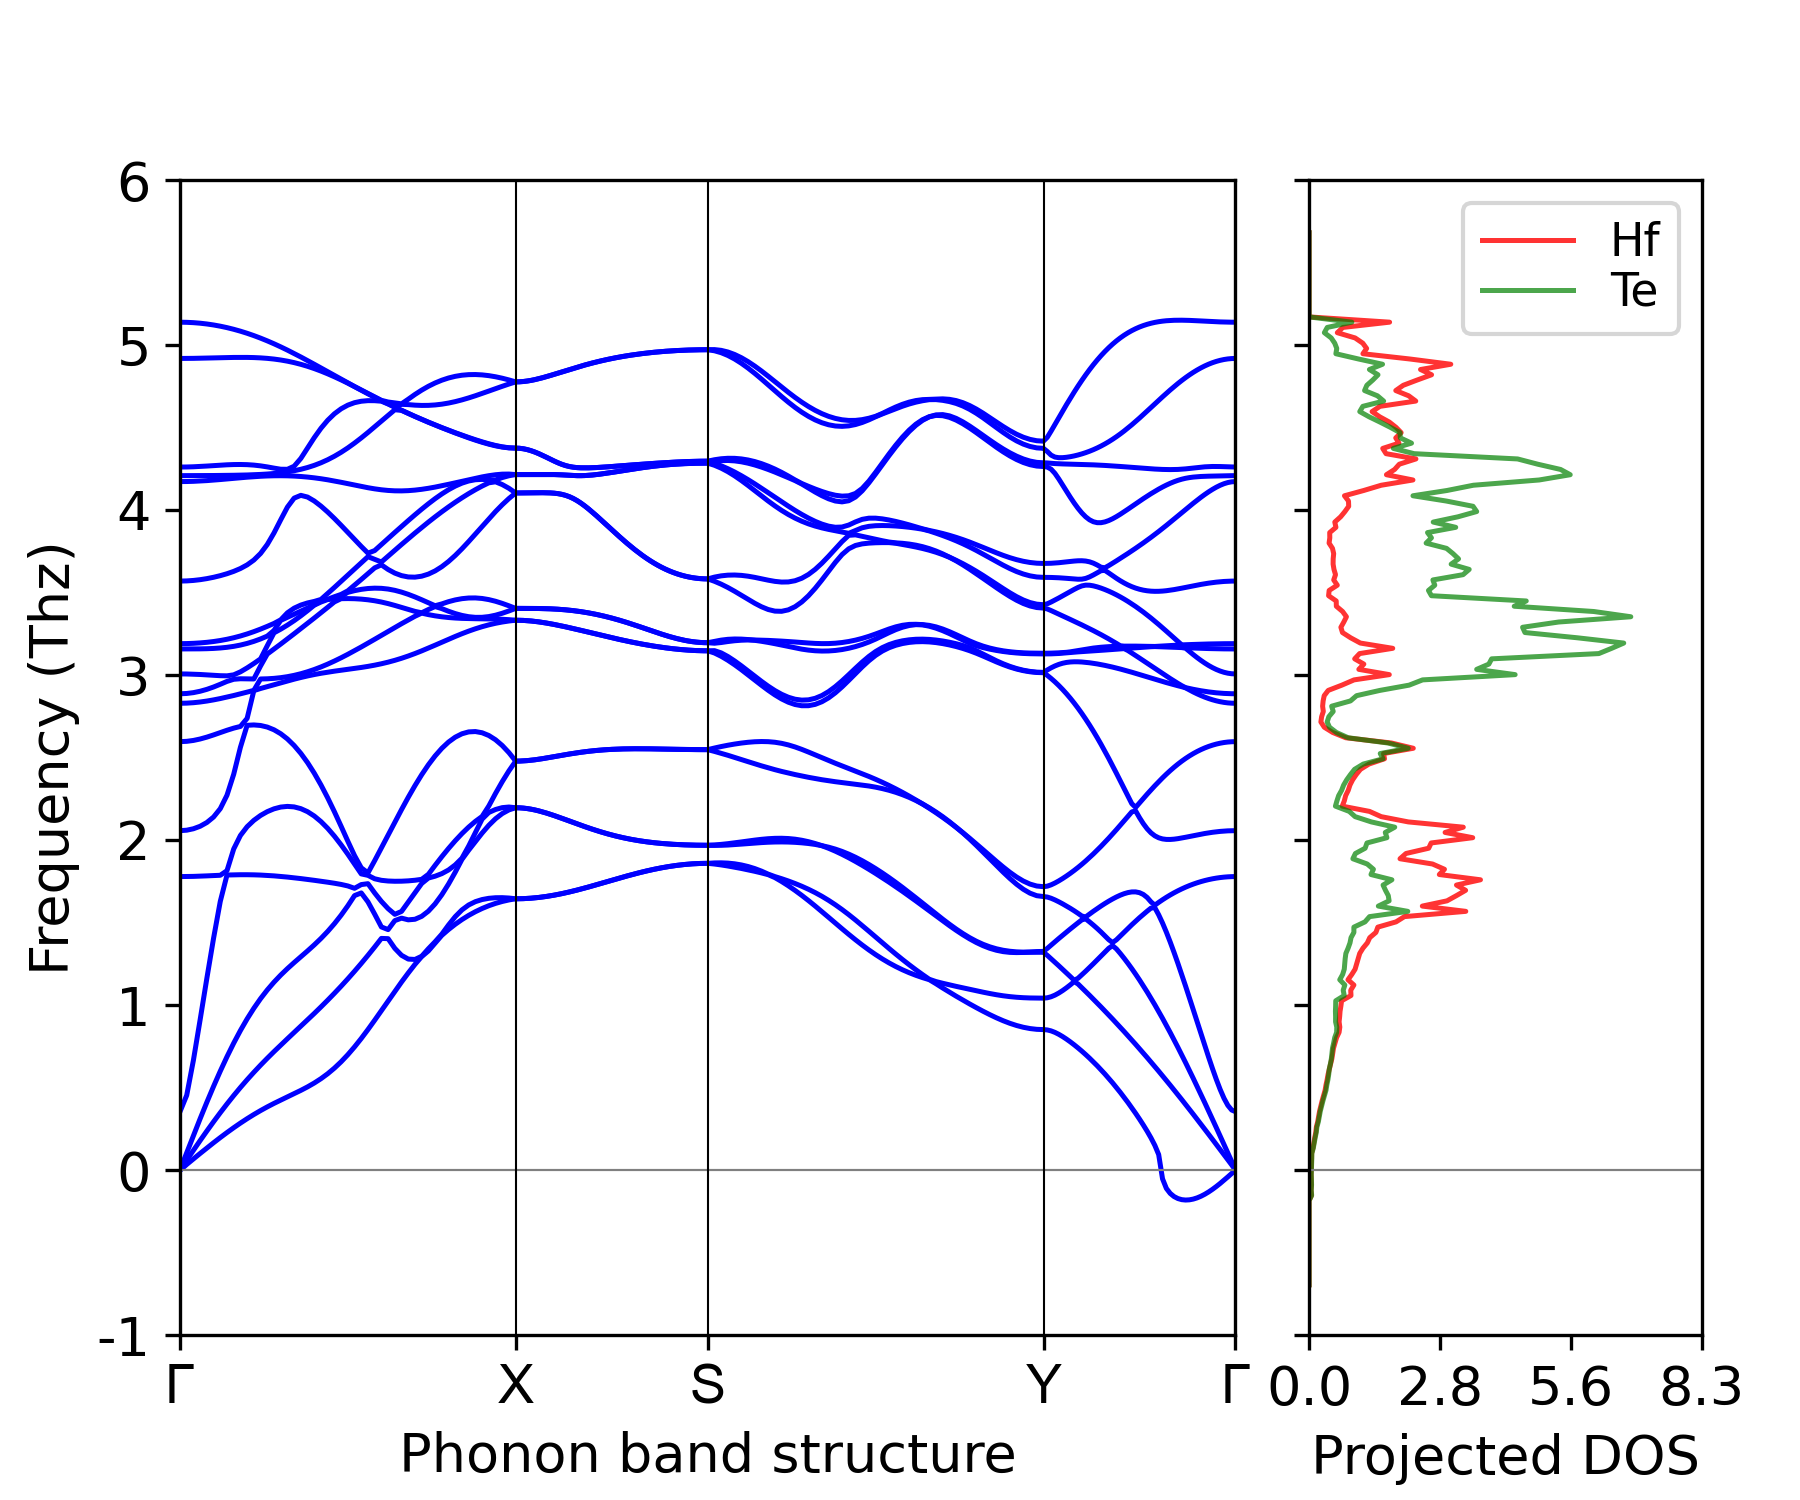 6
5
4
3
2
1
0
-1
Frequency (Thz)
Γ X S Y Γ
Phonon band structure
Hf
Te
0.0 2.8 5.6 8.3
Projected DOS